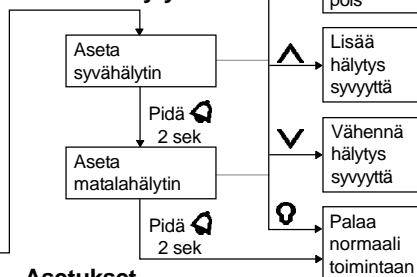 pois
Aseta
syvähälytin
Lisää
hälytys
syvyyttä
Pidä
2 sek
Vähennä
hälytys
syvyyttä
Aseta
matalahälytin
Pidä
2 sek
Palaa
normaali
toimintaan
Asetukset